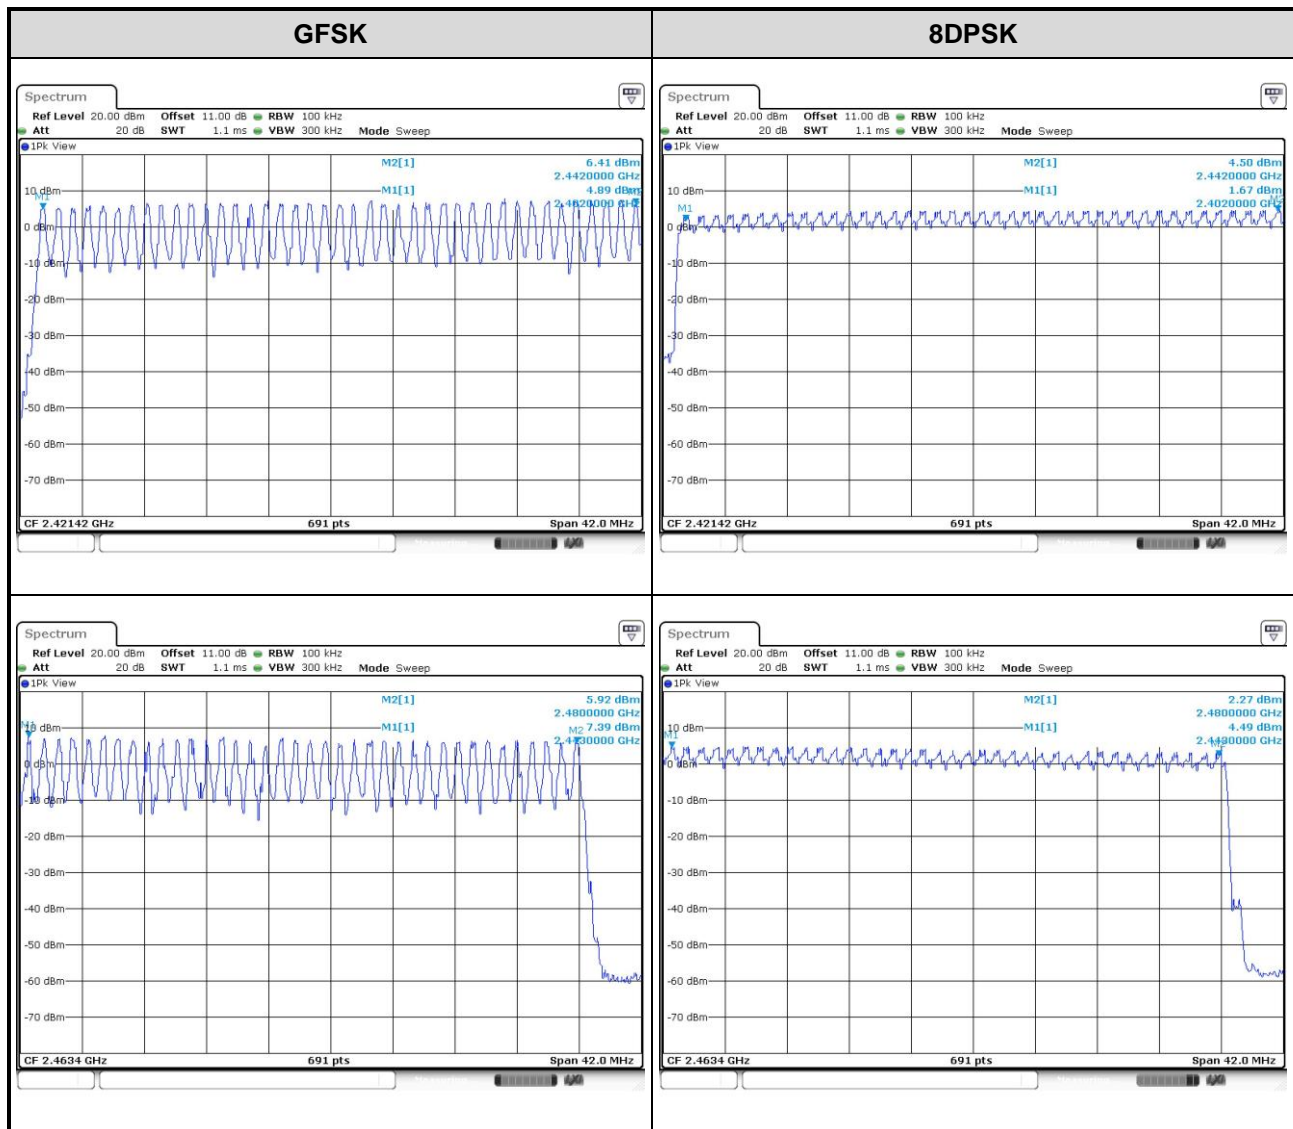 GFSK
8DPSK
Spectrum
Ref Level 20.00 dBm Offset 11.00 dB RBW 100 kHz
Att 20 dB SWT 1.1 ms VBW 300 kHz Mode Sweep
1Pk View
M2[1] 6.41 dBm
2.4420000 GHz
10 dBm M1[1] 4.89 dBm
M1
0 dBm
-10 dBm
-20 dBm
-30 dBm
-40 dBm
-50 dBm
-60 dBm
-70 dBm
CF 2.42142 GHz 691 pts Span 42.0 MHz
Spectrum
Ref Level 20.00 dBm Offset 11.00 dB RBW 100 kHz
Att 20 dB SWT 1.1 ms VBW 300 kHz Mode Sweep
1Pk View
M2[1] 4.50 dBm
2.4420000 GHz
10 dBm M1[1] 1.67 dBm
2.4020000 GHz
M1
0 dBm
-10 dBm
-20 dBm
-30 dBm
-40 dBm
-50 dBm
-60 dBm
-70 dBm
CF 2.42142 GHz 691 pts Span 42.0 MHz
Spectrum
Ref Level 20.00 dBm Offset 11.00 dB RBW 100 kHz
Att 20 dB SWT 1.1 ms VBW 300 kHz Mode Sweep
1Pk View
M2[1] 5.92 dBm
2.4800000 GHz
M1
10 dBm M1[1] 7.39 dBm
M2
0 dBm
-10 dBm
-20 dBm
-30 dBm
-40 dBm
-50 dBm
-60 dBm
-70 dBm
CF 2.4634 GHz 691 pts Span 42.0 MHz
Spectrum
Ref Level 20.00 dBm Offset 11.00 dB RBW 100 kHz
Att 20 dB SWT 1.1 ms VBW 300 kHz Mode Sweep
1Pk View
M2[1] 2.27 dBm
2.4800000 GHz
10 dBm M1[1] 4.49 dBm
M1
2.4430000 GHz
M2
0 dBm
-10 dBm
-20 dBm
-30 dBm
-40 dBm
-50 dBm
-60 dBm
-70 dBm
CF 2.4634 GHz 691 pts Span 42.0 MHz